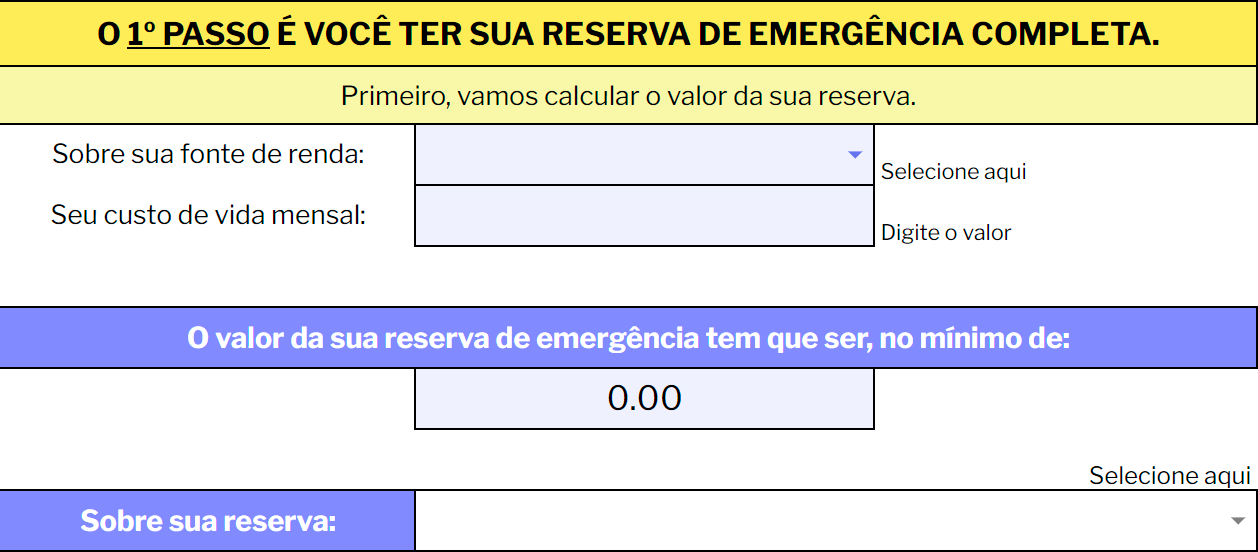 O 1º PASSO É VOCÊ TER SUA RESERVA DE EMERGÊNCIA COMPLETA.
Primeiro, vamos calcular o valor da sua reserva.
Sobre sua fonte de renda:
Selecione aqui
Seu custo de vida mensal:
Digite o valor
O valor da sua reserva de emergência tem que ser, no mínimo de:
0.00
Selecione aqui
Sobre sua reserva: